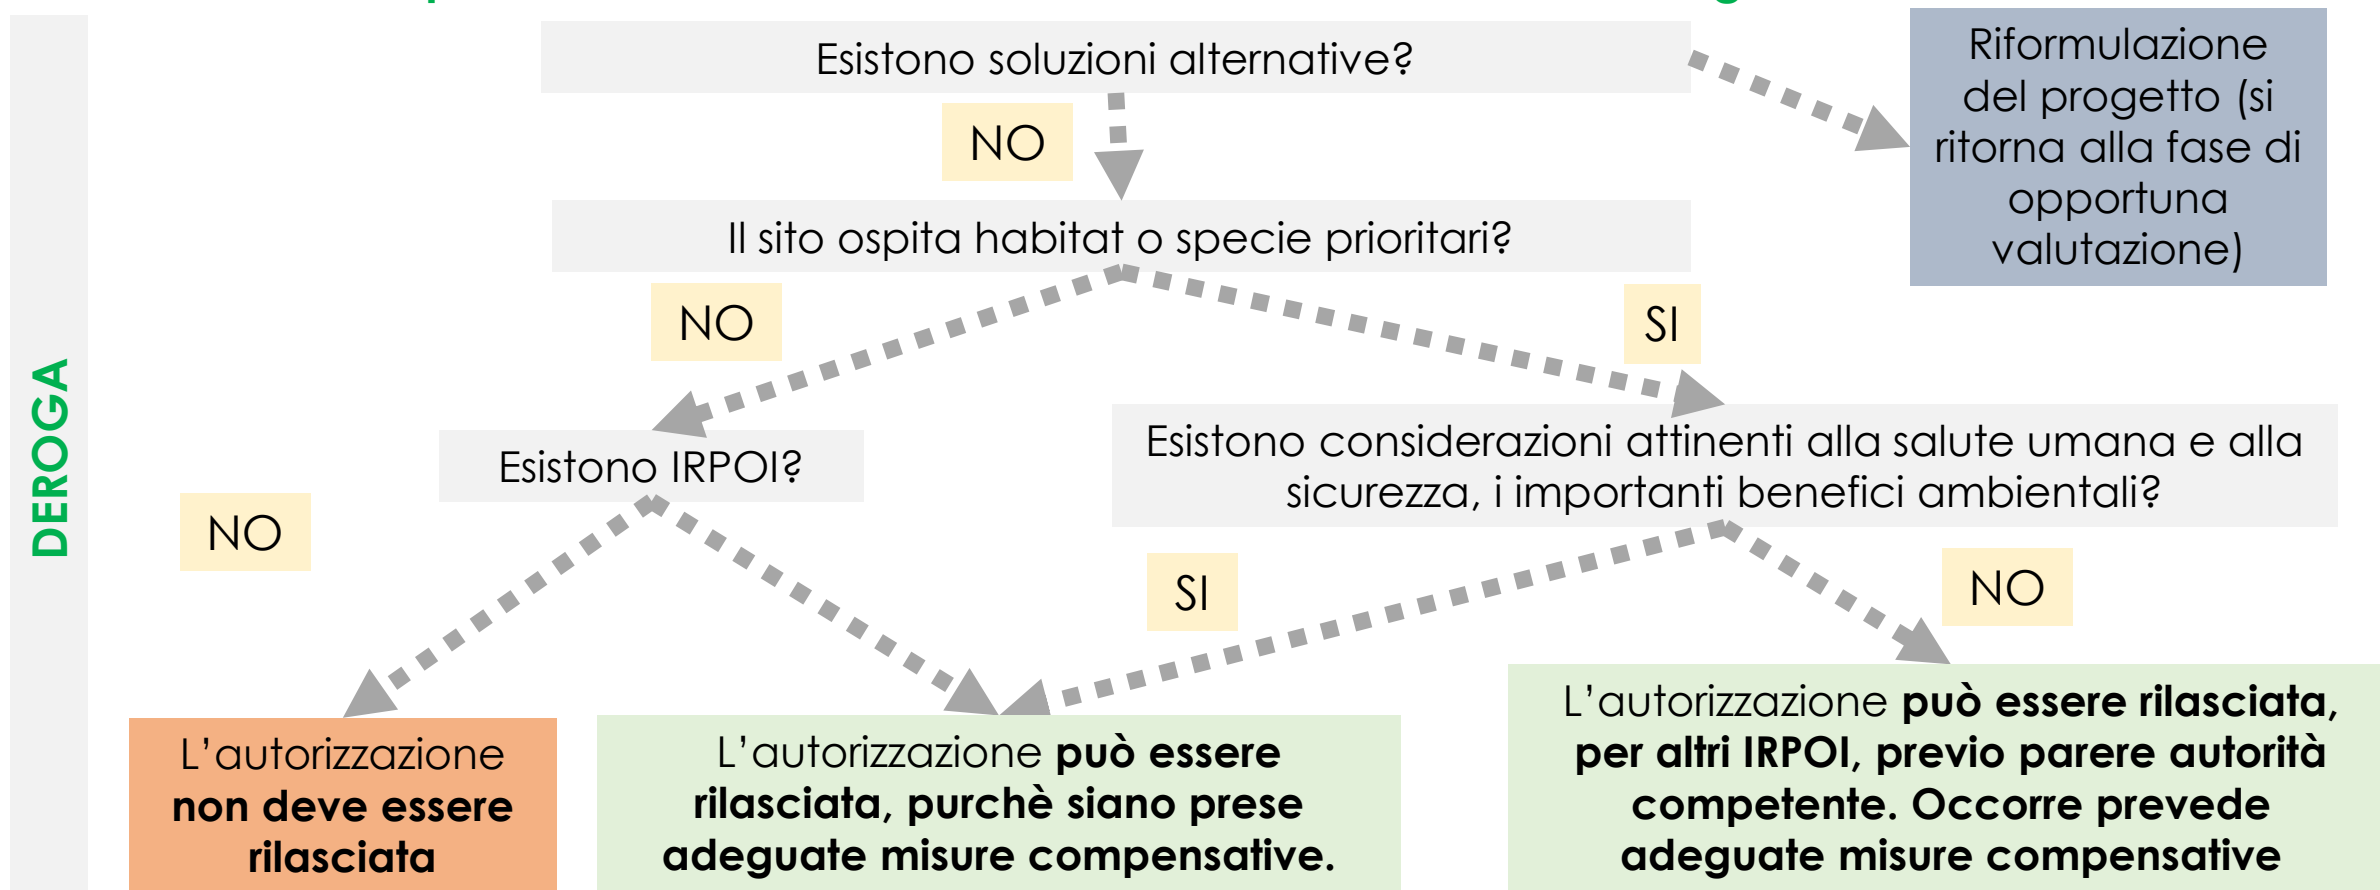 Esistono soluzioni alternative?
Riformulazione
del progetto (si
ritorna alla fase di
opportuna
valutazione)
NO
Il sito ospita habitat o specie prioritari?
NO
SI
DEROGA
Esistono IRPOI?
Esistono considerazioni attinenti alla salute umana e alla
sicurezza, i importanti benefici ambientali?
NO
SI
NO
L’autorizzazione
non deve essere
rilasciata
L’autorizzazione può essere
rilasciata, purchè siano prese
adeguate misure compensative.
L’autorizzazione può essere rilasciata,
per altri IRPOI, previo parere autorità
competente. Occorre prevede
adeguate misure compensative